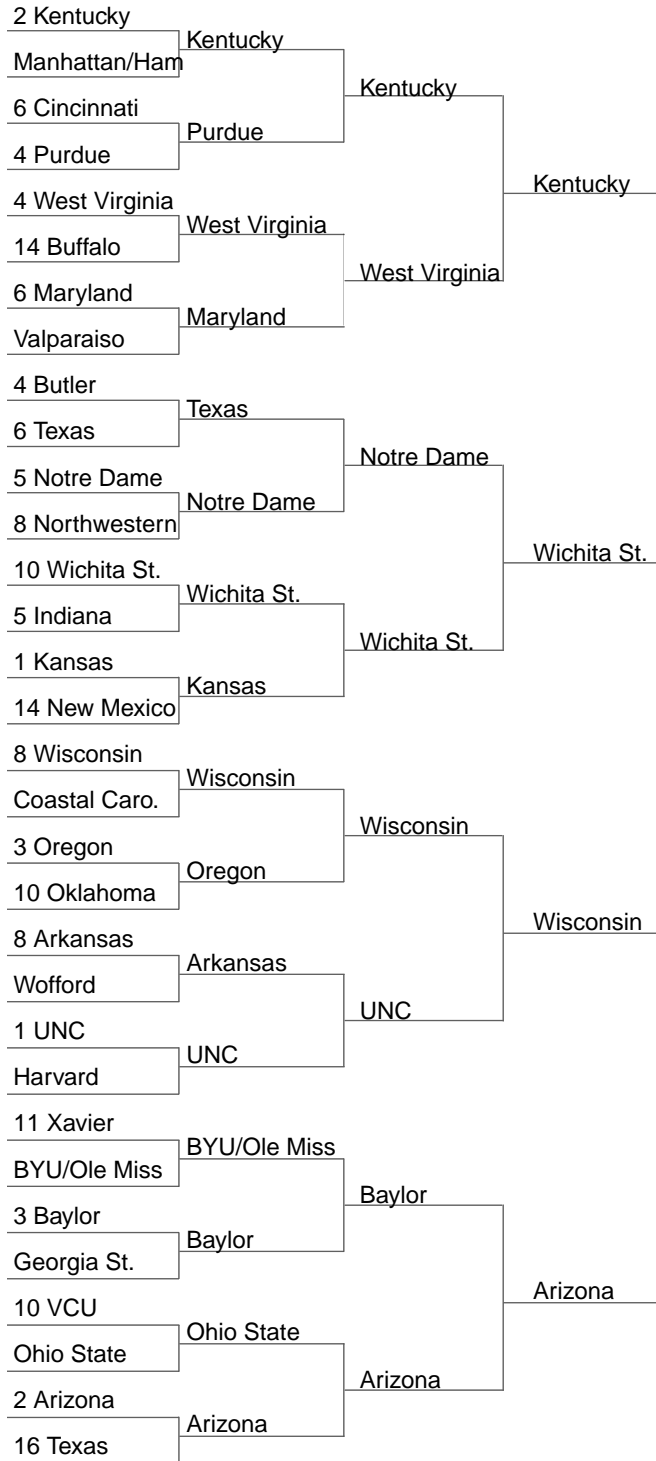 2 Kentucky
Kentucky
Manhattan/Ham
Kentucky
6 Cincinnati
Purdue
4 Purdue
Kentucky
4 West Virginia
West Virginia
14 Buffalo
West Virginia
6 Maryland
Maryland
Valparaiso
4 Butler
Texas
6 Texas
Notre Dame
5 Notre Dame
Notre Dame
8 Northwestern
Wichita St.
10 Wichita St.
Wichita St.
5 Indiana
Wichita St.
1 Kansas
Kansas
14 New Mexico
8 Wisconsin
Wisconsin
Coastal Caro.
Wisconsin
3 Oregon
Oregon
10 Oklahoma
Wisconsin
8 Arkansas
Arkansas
Wofford
UNC
1 UNC
UNC
Harvard
11 Xavier
BYU/Ole Miss
BYU/Ole Miss
Baylor
3 Baylor
Baylor
Georgia St.
Arizona
10 VCU
Ohio State
Ohio State
Arizona
2 Arizona
Arizona
16 Texas